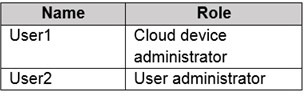 Name Role
User1 Cloud device
administrator
User2 User administrator